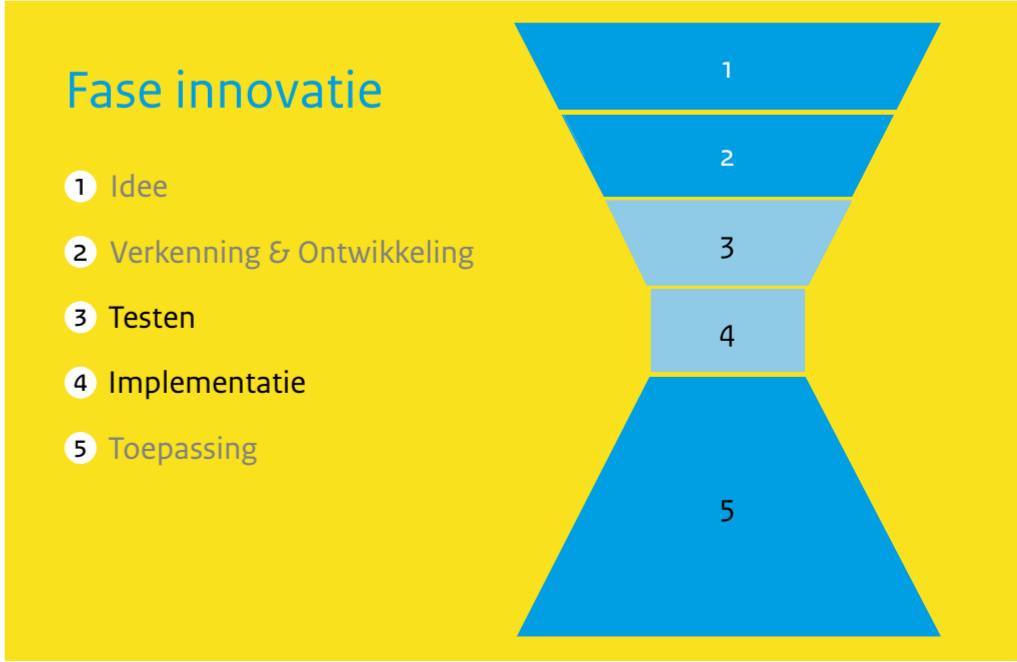 Fase innovatie
1 Idee
2 Verkenning & Ontwikkeling
3 Testen
4 Implementatie
5 Toepassing
1
2
3
4
5